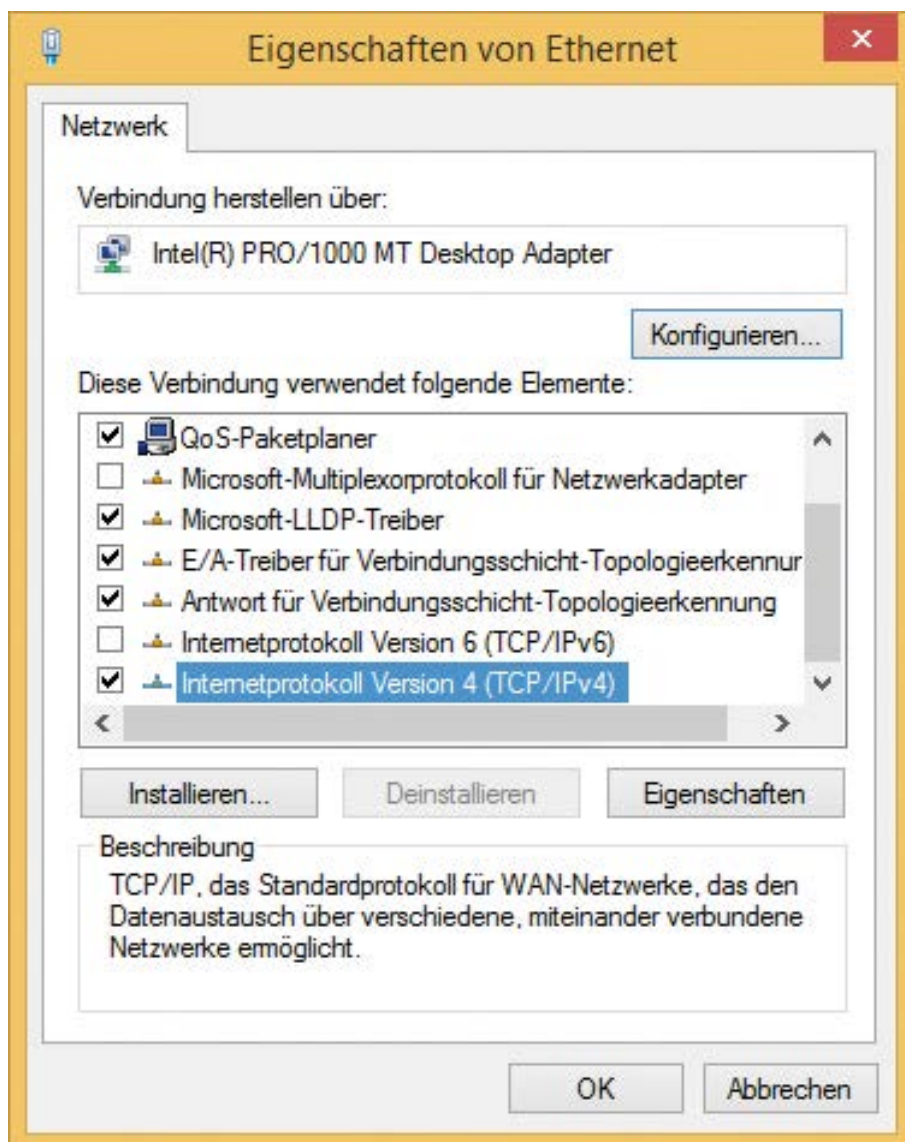 Eigenschaften von Ethernet
Netzwerk
Verbindung herstellen über:
Intel(R) PRO/1000 MT Desktop Adapter
Konfigurieren...
Diese Verbindung verwendet folgende Elemente:
QoS-Paketplaner
Microsoft-Multiplexorprotokoll für Netzwerkadapter
Microsoft-LLDP-Treiber
E/A-Treiber für Verbindungsschicht-Topologieerkennur
Antwort für Verbindungsschicht-Topologieerkennung
Internetprotokoll Version 6 (TCP/IPv6)
Internetprotokoll Version 4 (TCP/IPv4)
Installieren...
Deinstallieren
Eigenschaften
Beschreibung
TCP/IP, das Standardprotokoll für WAN-Netzwerke, das den
Datenaustausch über verschiedene, miteinander verbundene
Netzwerke ermöglicht.
OK
Abbrechen